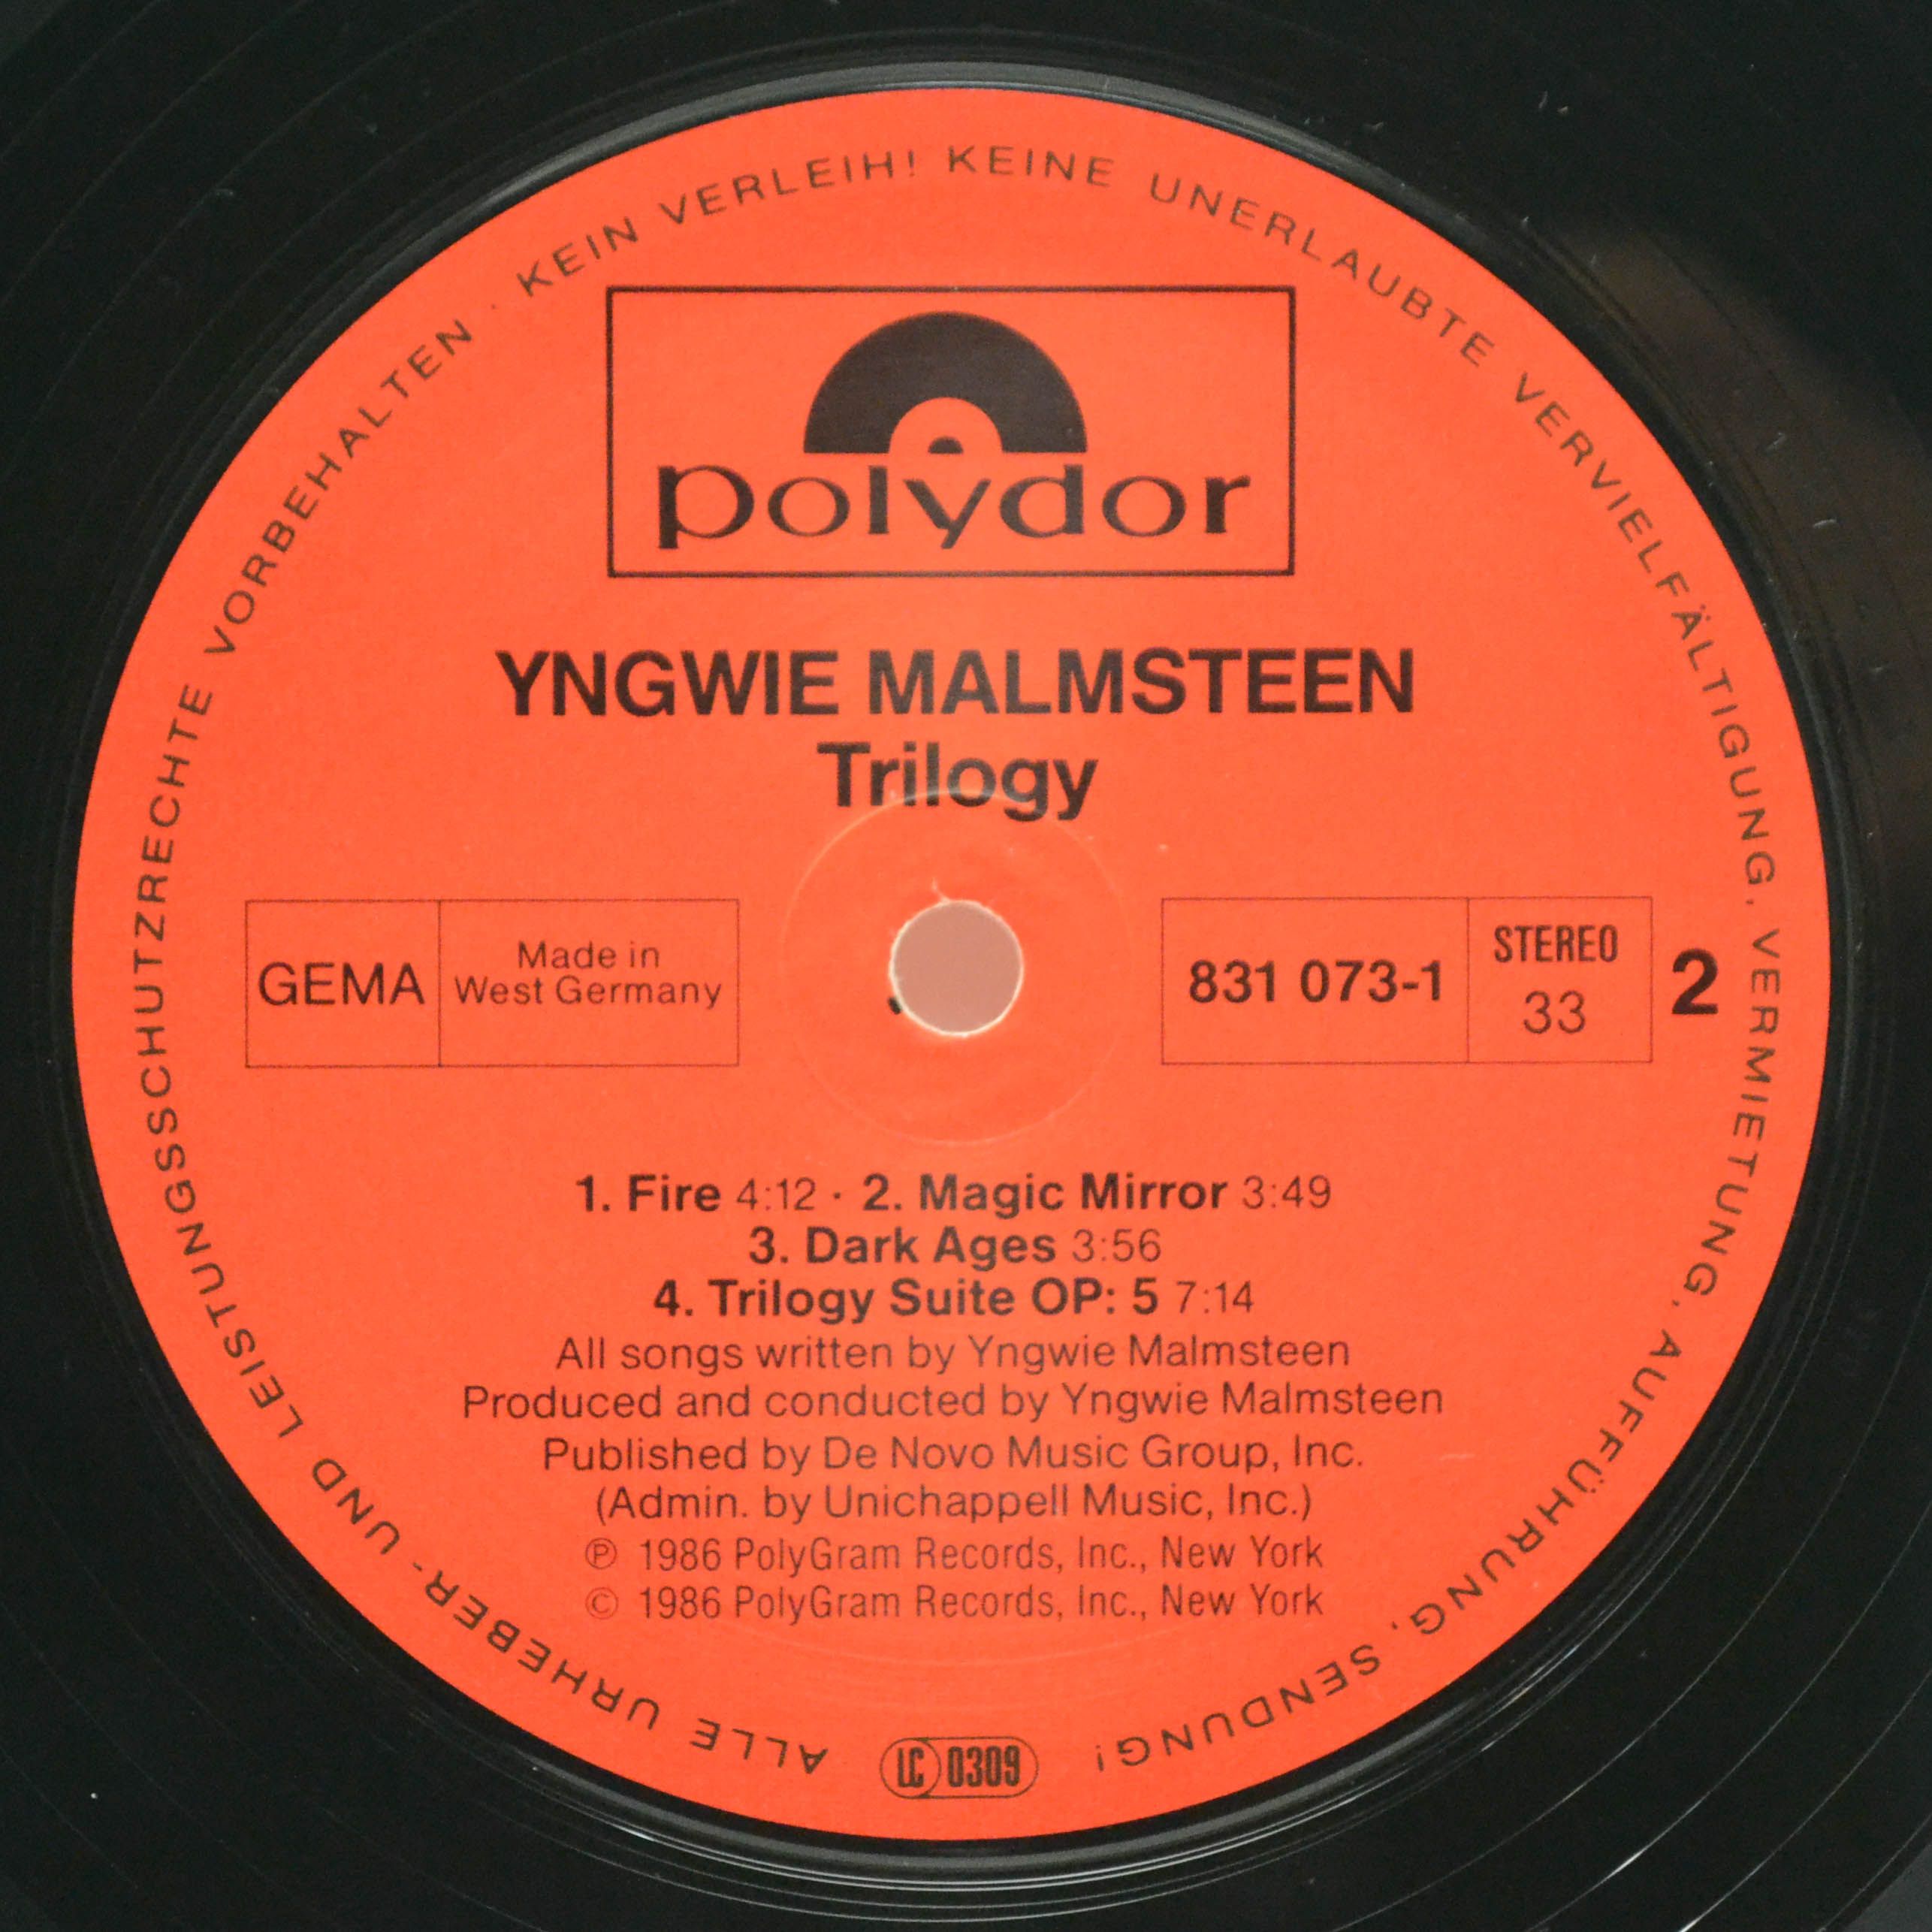 ALLE URHEBER- UND LEISTUNGSSCHUTZRECHTE VORBEHALTEN · KEIN VERLEIH! KEINE UNERLAUBTE VERVIELFÄLTIGUNG, VERMIETUNG, AUFFÜHRUNG, SENDUNG!
polydor
YNGWIE MALMSTEEN
Trilogy
GEMA
Made in
West Germany
831 073-1
STEREO
33
2
1. Fire 4:12 · 2. Magic Mirror 3:49
3. Dark Ages 3:56
4. Trilogy Suite OP: 5 7:14
All songs written by Yngwie Malmsteen
Produced and conducted by Yngwie Malmsteen
Published by De Novo Music Group, Inc.
(Admin. by Unichappell Music, Inc.)
℗ 1986 PolyGram Records, Inc., New York
© 1986 PolyGram Records, Inc., New York
LC 0309